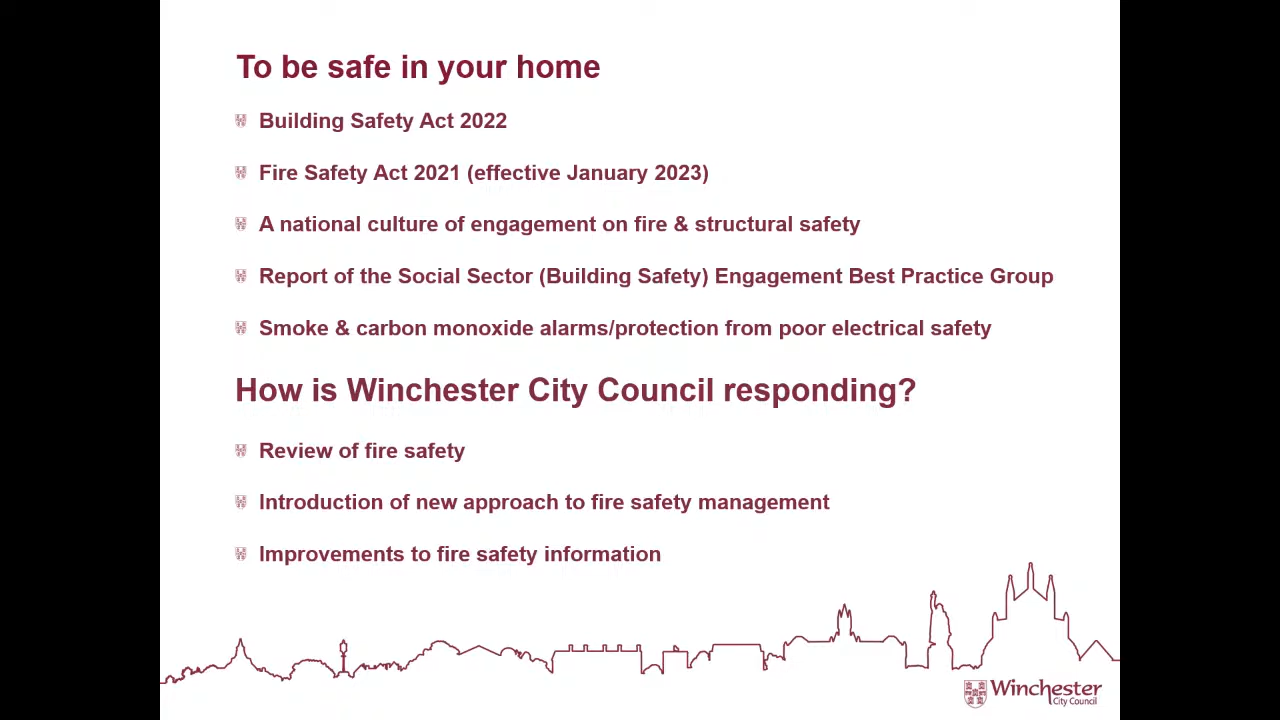 To be safe in your home
Building Safety Act 2022
Fire Safety Act 2021 (effective January 2023)
A national culture of engagement on fire & structural safety
Report of the Social Sector (Building Safety) Engagement Best Practice Group
Smoke & carbon monoxide alarms/protection from poor electrical safety
How is Winchester City Council responding?
Review of fire safety
Introduction of new approach to fire safety management
Improvements to fire safety information
Winchester
City Council